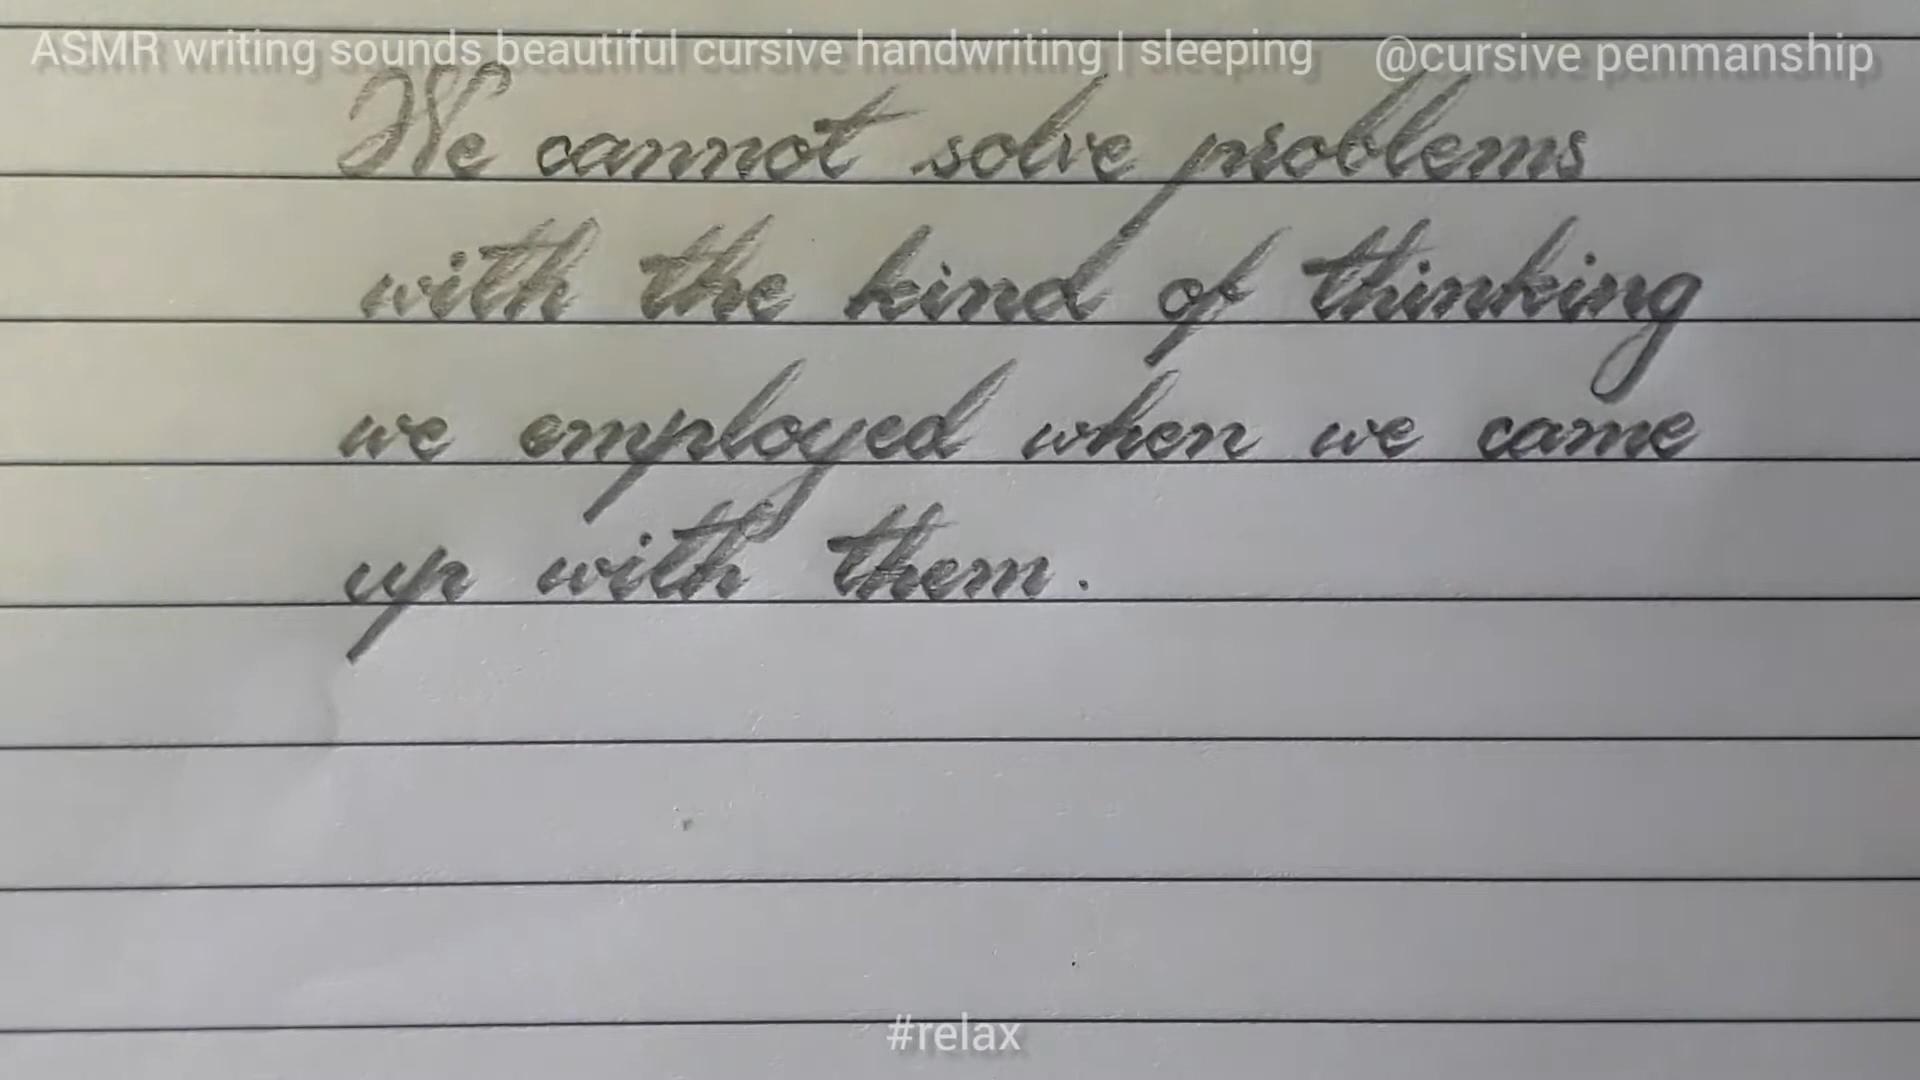 ASMR writing sounds beautiful cursive handwriting | sleeping @cursive penmanship
We cannot solve problems
with the kind of thinking
we employed when we came
up with them.
#relax